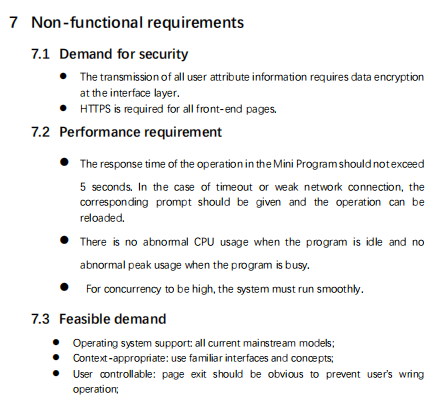 7 Non-functional requirements
7.1 Demand for security
● The transmission of all user attribute information requires data encryption
at the interface layer.
● HTTPS is required for all front-end pages.
7.2 Performance requirement
● The response time of the operation in the Mini Program should not exceed
5 seconds. In the case of timeout or weak network connection, the
corresponding prompt should be given and the operation can be
reloaded.
● There is no abnormal CPU usage when the program is idle and no
abnormal peak usage when the program is busy.
● For concurrency to be high, the system must run smoothly.
7.3 Feasible demand
● Operating system support: all current mainstream models;
● Context-appropriate: use familiar interfaces and concepts;
● User controllable: page exit should be obvious to prevent user's wring
operation;